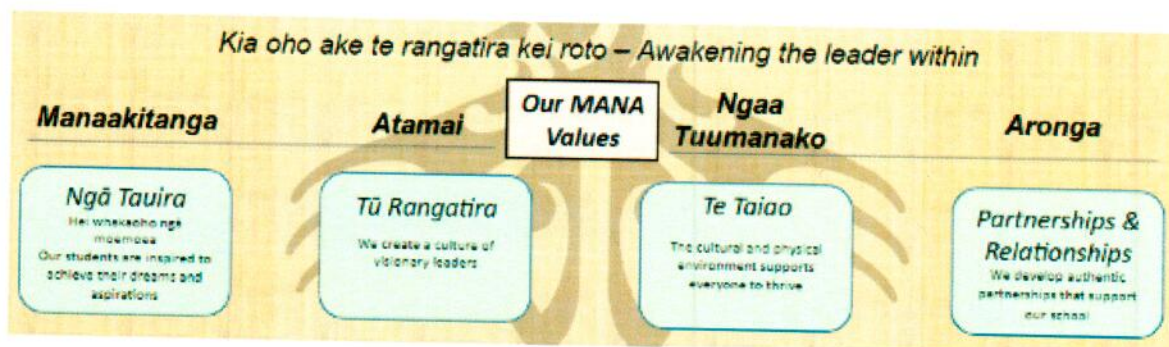 Kia oho ake te rangatira kei roto – Awakening the leader within
Manaakitanga
Atamai
Our MANA
Values
Ngaa
Tuumanako
Aronga
Ngā Tauira
Hei whakaoho ngā
moemoea
Our students are inspired to
achieve their dreams and
aspirations
Tū Rangatira
We create a culture of
visionary leaders
Te Taiao
The cultural and physical
environment supports
everyone to thrive
Partnerships &
Relationships
We develop authentic
partnerships that support
our school